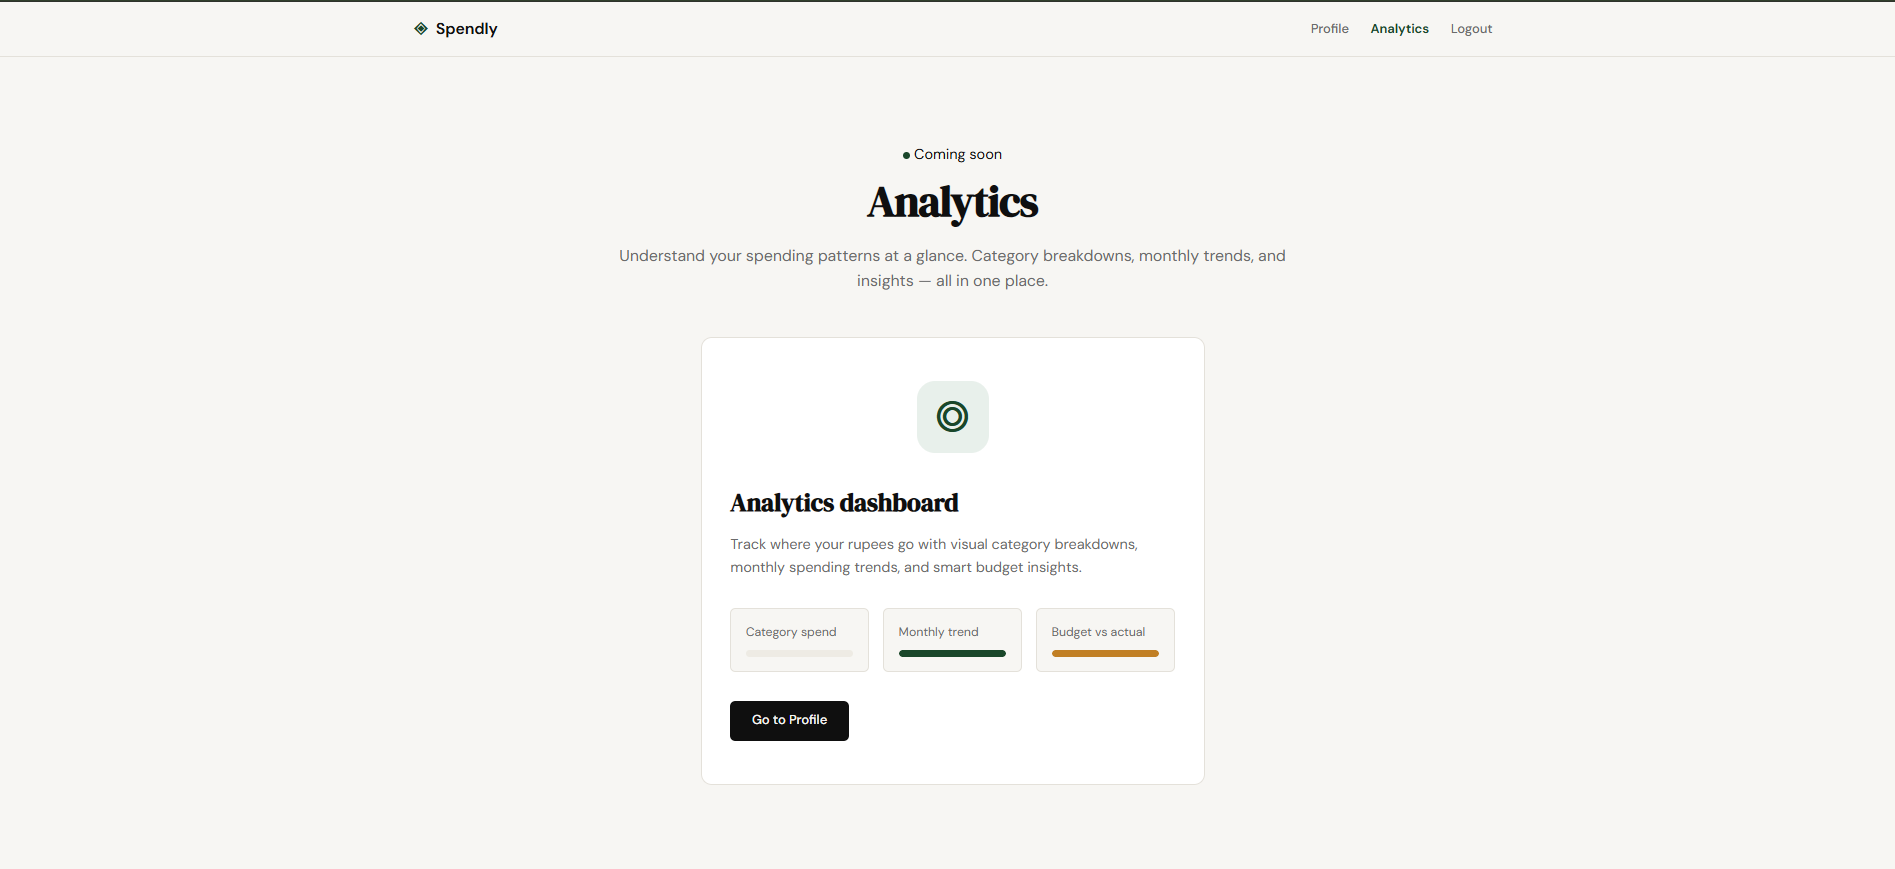 Spendly
Profile
Analytics
Logout
Coming soon
Analytics
Understand your spending patterns at a glance. Category breakdowns, monthly trends, and
insights — all in one place.
Analytics dashboard
Track where your rupees go with visual category breakdowns,
monthly spending trends, and smart budget insights.
Category spend
Monthly trend
Budget vs actual
Go to Profile